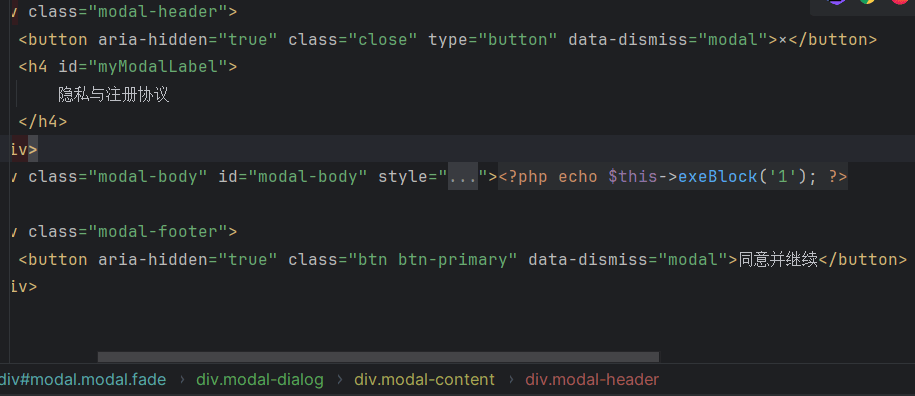 class="modal-header">
<button aria-hidden="true" class="close" type="button" data-dismiss="modal">×</button>
<h4 id="myModalLabel">
隐私与注册协议
</h4>
iv>
class="modal-body" id="modal-body" style="..."><?php echo $this->exeBlock('1'); ?>
class="modal-footer">
<button aria-hidden="true" class="btn btn-primary" data-dismiss="modal">同意并继续</button>
iv>
div#modal.modal.fade › div.modal-dialog › div.modal-content › div.modal-header